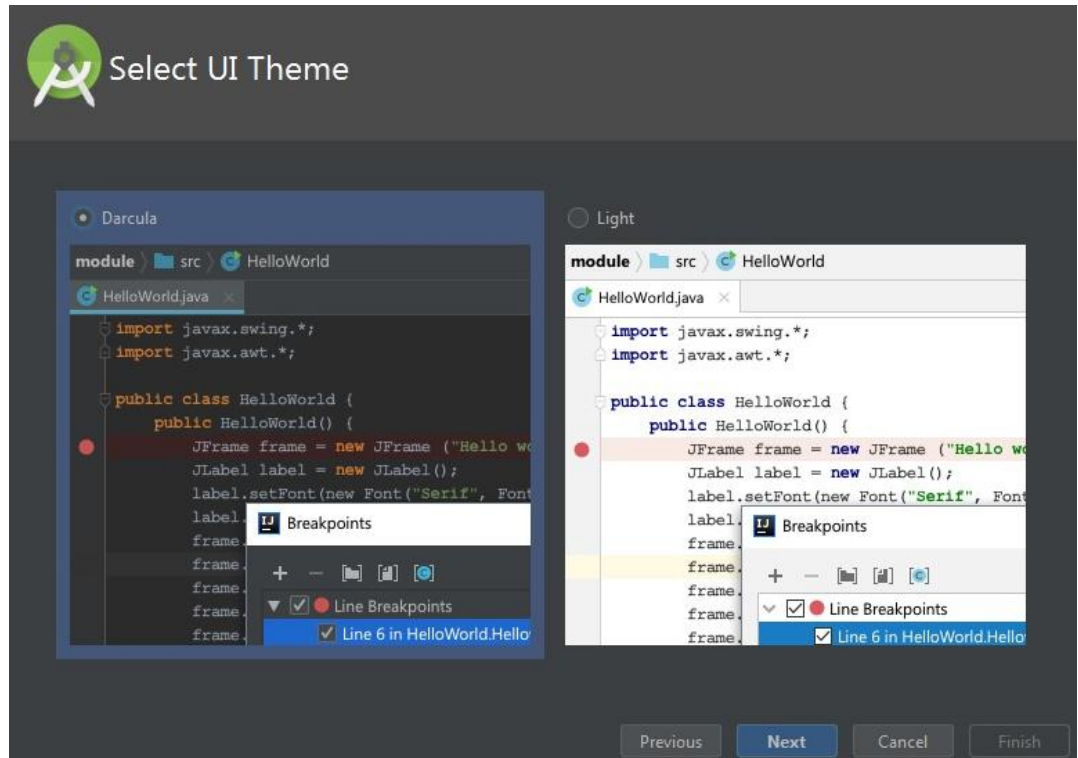 Select UI Theme
Darcula
module src HelloWorld
HelloWorld.java
import javax.swing.*;
import javax.awt.*;
public class HelloWorld {
public HelloWorld() {
JFrame frame = new JFrame ("Hello wo
JLabel label = new JLabel();
label.setFont(new Font("Serif", Font
label.
frame.
frame.
frame.
frame.
frame.
IJ Breakpoints
Line Breakpoints
Line 6 in HelloWorld.Hello
Light
module src HelloWorld
HelloWorld.java
import javax.swing.*;
import javax.awt.*;
public class HelloWorld {
public HelloWorld() {
JFrame frame = new JFrame ("Hello wo
JLabel label = new JLabel();
label.setFont(new Font("Serif", Font
label.
frame.
frame.
frame.
frame.
frame.
IJ Breakpoints
Line Breakpoints
Line 6 in HelloWorld.Hello
Previous Next Cancel Finish